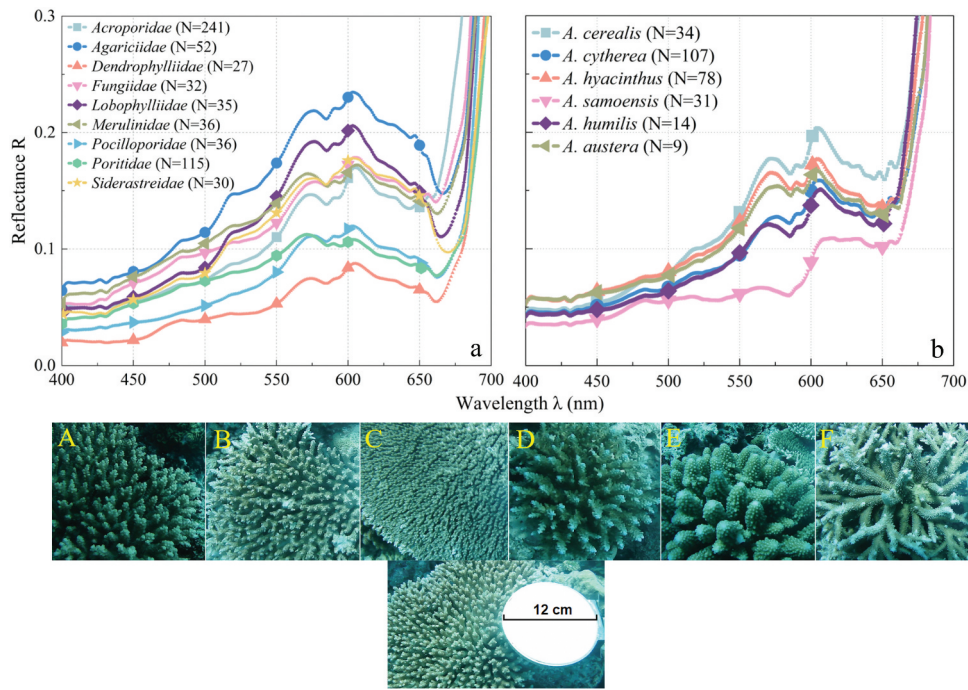 0.3
0.2
0.1
0.0
Reflectance R
Acroporidae (N=241)
Agariciidae (N=52)
Dendrophylliidae (N=27)
Fungiidae (N=32)
Lobophylliidae (N=35)
Merulinidae (N=36)
Pocilloporidae (N=36)
Poritidae (N=115)
Siderastreidae (N=30)
a
400 450 500 550 600 650 700
A. cerealis (N=34)
A. cytherea (N=107)
A. hyacinthus (N=78)
A. samoensis (N=31)
A. humilis (N=14)
A. austera (N=9)
b
400 450 500 550 600 650 700
Wavelength λ (nm)
A B C D E F
12 cm